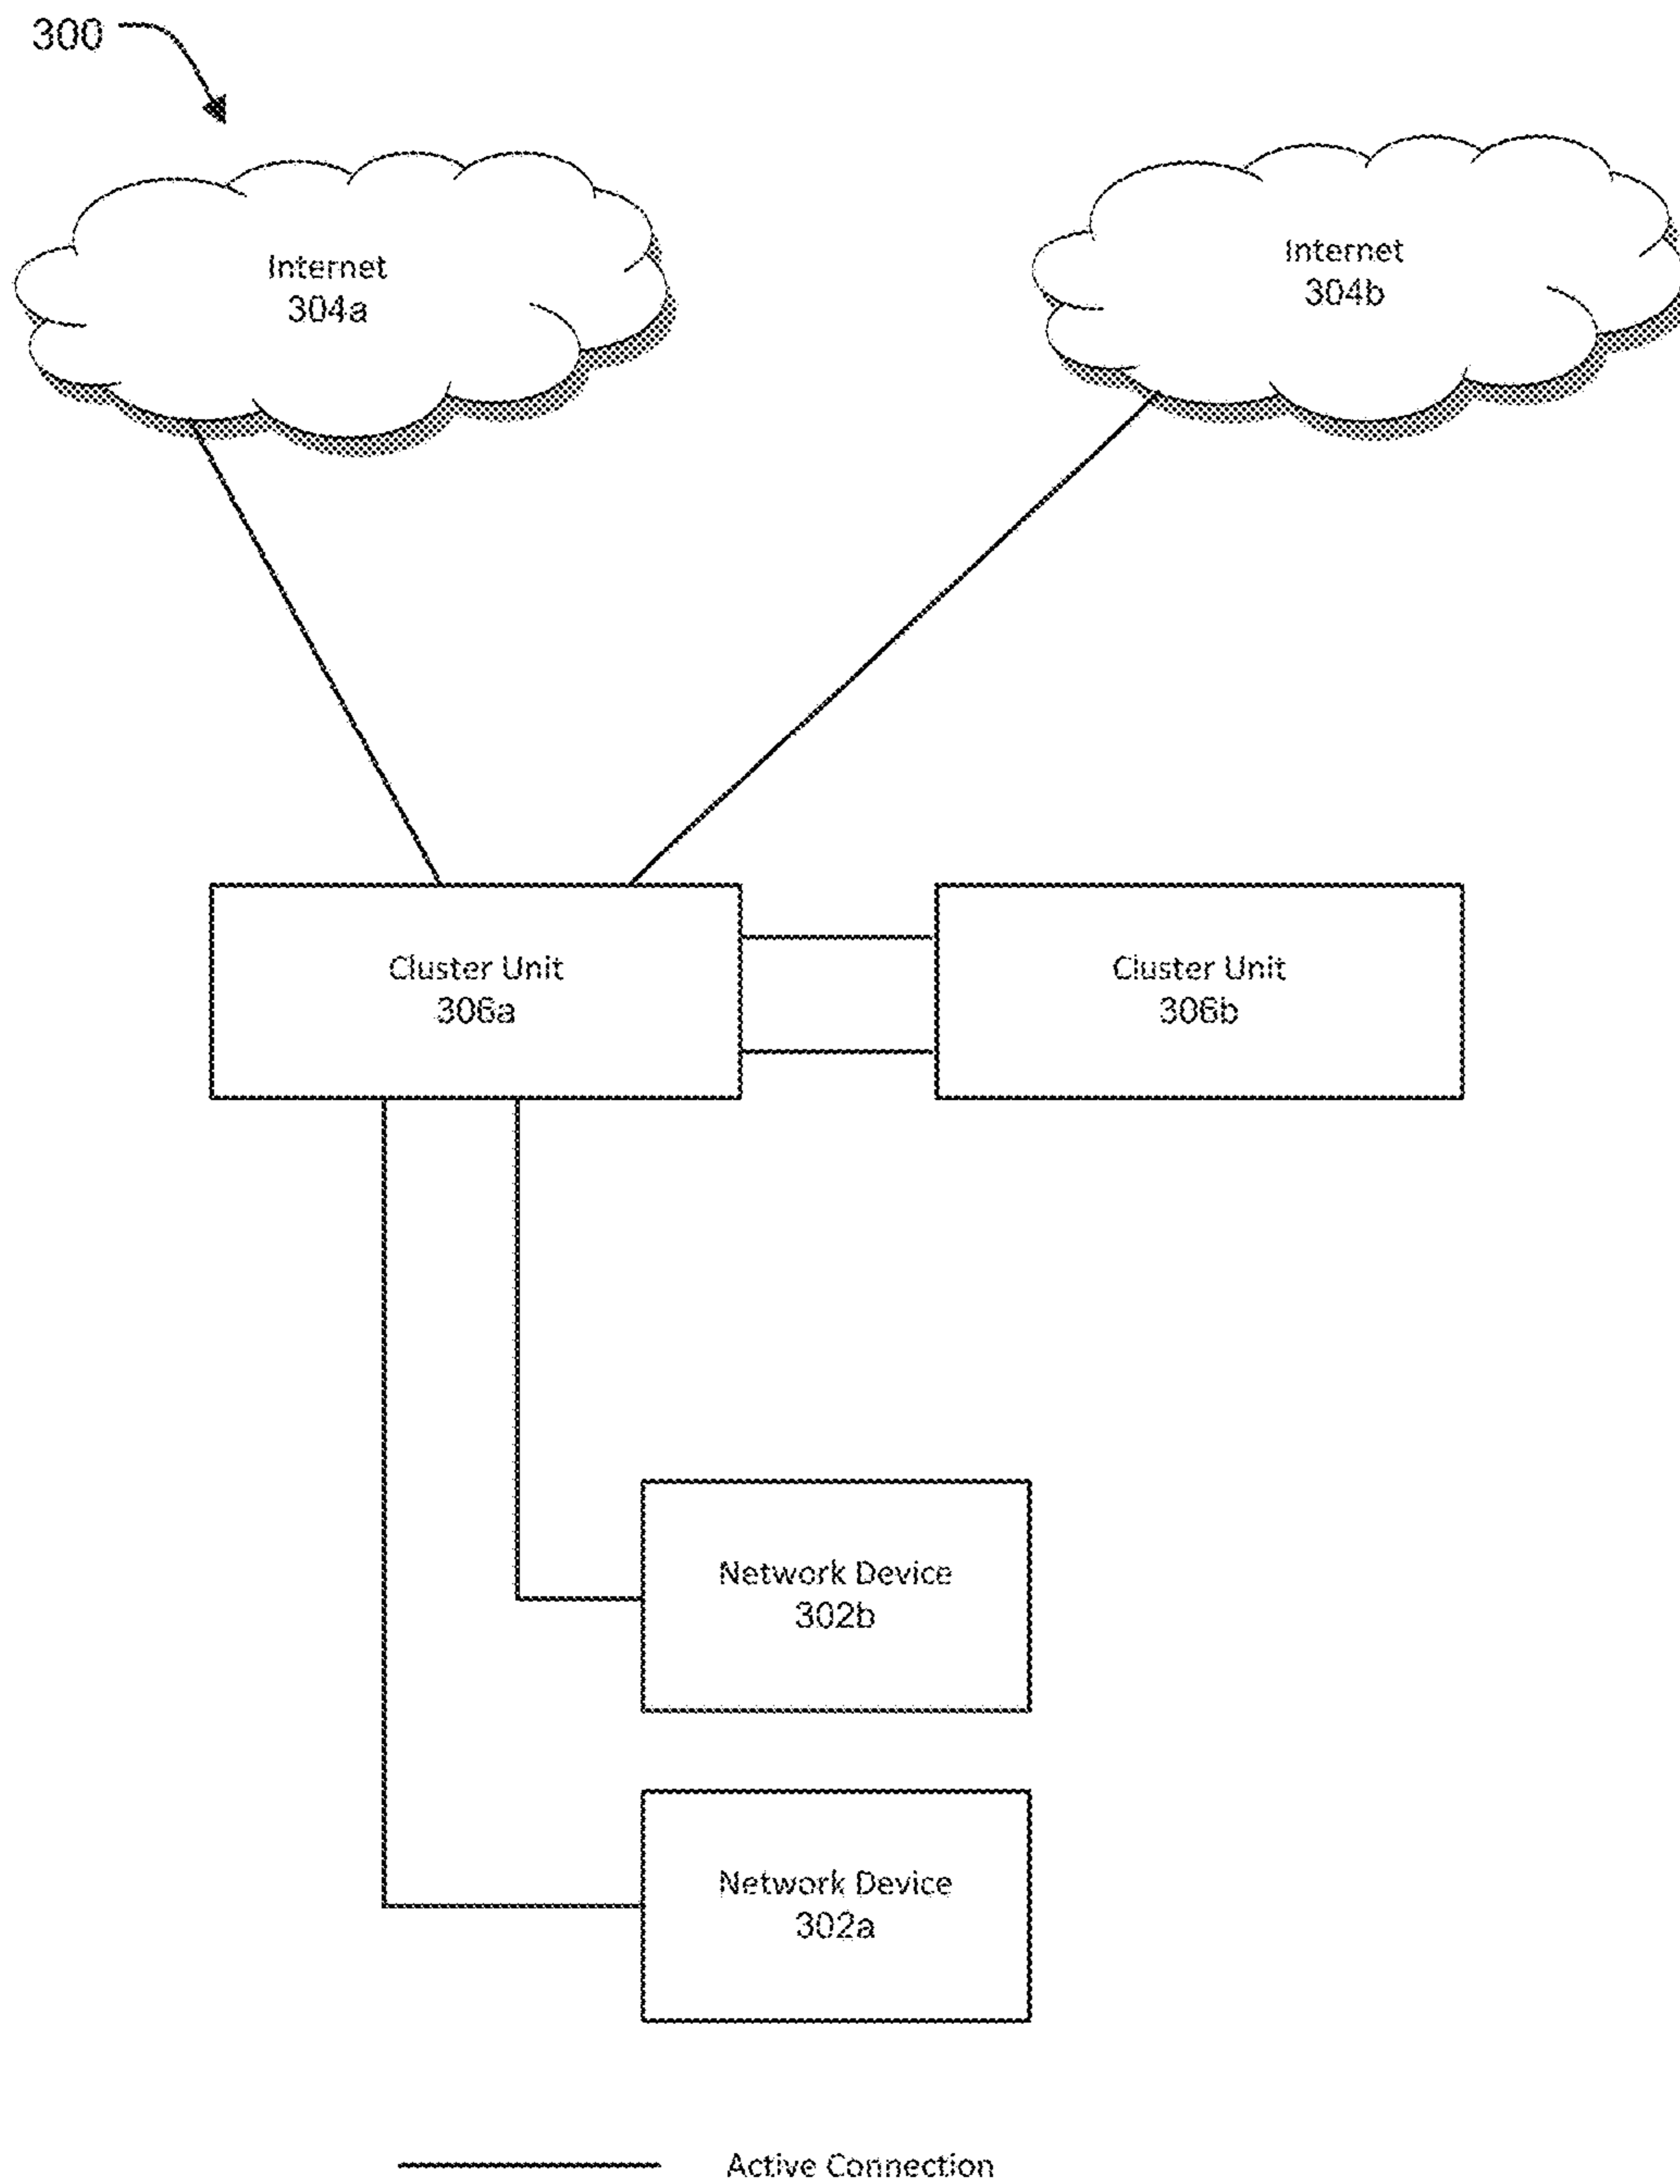 300
Internet
304a
Internet
304b
Cluster Unit
306a
Cluster Unit
306b
Network Device
302b
Network Device
302a
Active Connection